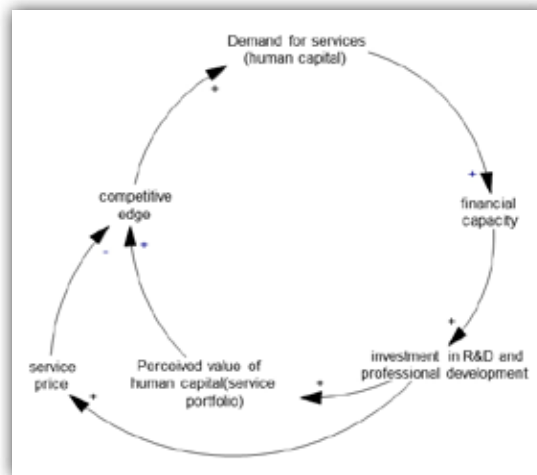 Demand for services
(human capital)
+
+
competitive
edge
financial
capacity
-
+
+
service
price
Perceived value of
human capital(service
portfolio)
investment in R&D and
professional development
+
+